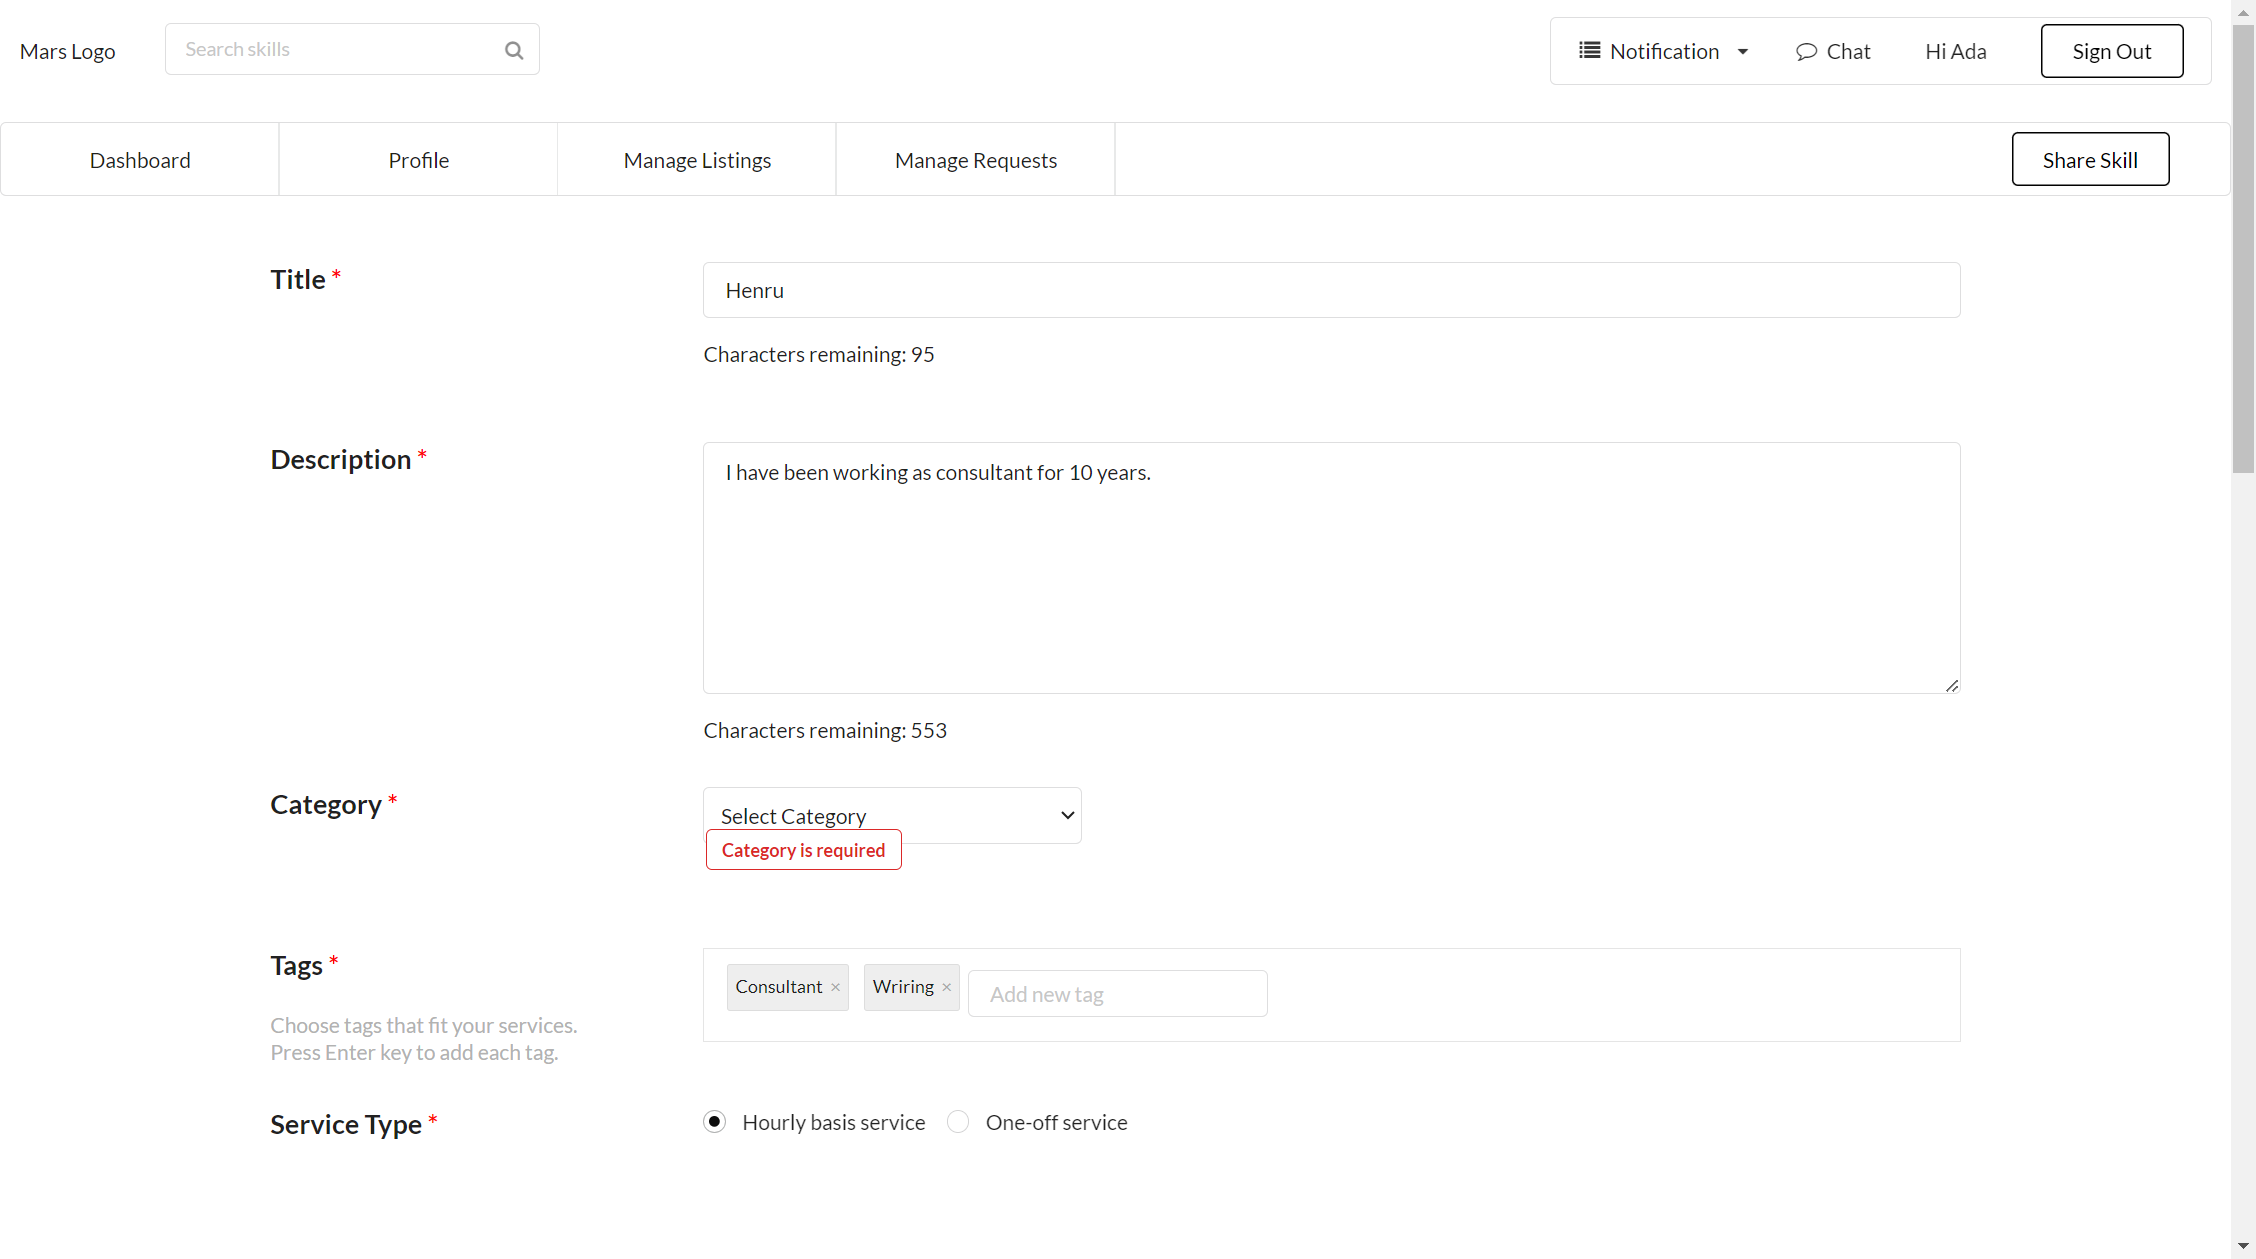 Mars Logo
Search skills
Notification
Chat
Hi Ada
Sign Out
Dashboard
Profile
Manage Listings
Manage Requests
Share Skill
Title *
Henru
Characters remaining: 95
Description *
I have been working as consultant for 10 years.
Characters remaining: 553
Category *
Select Category
Category is required
Tags *
Consultant ×
Wriring ×
Add new tag
Choose tags that fit your services.
Press Enter key to add each tag.
Service Type *
Hourly basis service
One-off service